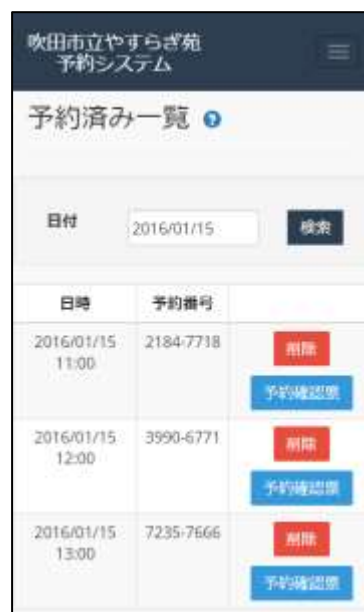 吹田市立やすらぎ苑
予約システム
予約済み一覧 ?
日付 2016/01/15 検索
日時 予約番号
2016/01/15 2184-7718 削除
11:00 予約確認票
2016/01/15 3990-6771 削除
12:00 予約確認票
2016/01/15 7235-7666 削除
13:00 予約確認票